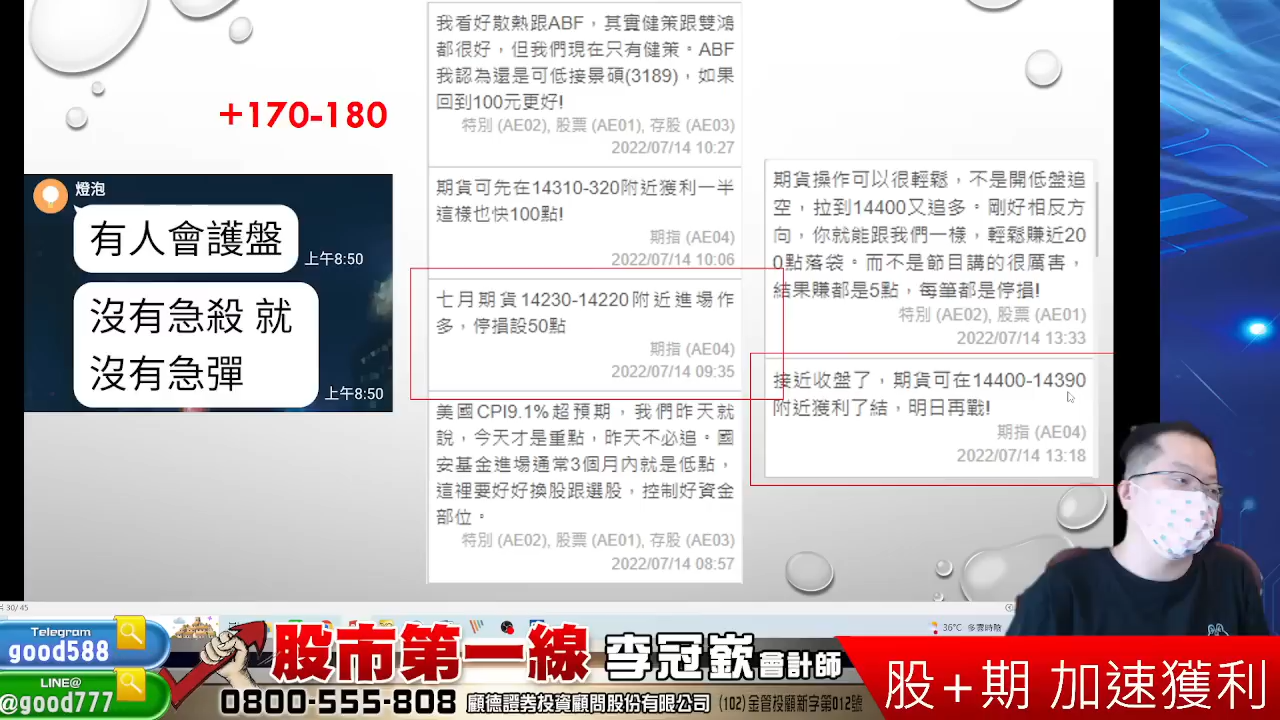 +170-180
燈泡
有人會護盤
上午8:50
沒有急殺 就
沒有急彈
上午8:50
我看好散熱跟ABF，其實健策跟雙鴻
都很好，但我們現在只有健策。ABF
我認為還是可低接景碩(3189)，如果
回到100元更好!
特別 (AE02), 股票 (AE01), 存股 (AE03)
2022/07/14 10:27
期貨可先在14310-320附近獲利一半
這樣也快100點!
期指 (AE04)
2022/07/14 10:06
七月期貨14230-14220附近進場作
多，停損設50點
期指 (AE04)
2022/07/14 09:35
美國CPI9.1%超預期，我們昨天就
說，今天才是重點，昨天不必追。國
安基金進場通常3個月內就是低點，
這裡要好好換股跟選股，控制好資金
部位。
特別 (AE02), 股票 (AE01), 存股 (AE03)
2022/07/14 08:57
期貨操作可以很輕鬆，不是開低盤追
空，拉到14400又追多。剛好相反方
向，你就能跟我們一樣，輕鬆賺近20
0點落袋。而不是節目講的很厲害，
結果賺都是5點，每筆都是停損!
特別 (AE02), 股票 (AE01)
2022/07/14 13:33
接近收盤了，期貨可在14400-14390
附近獲利了結，明日再戰!
期指 (AE04)
2022/07/14 13:18
30/45
36°C 多雲時晴
Telegram
good588
LINE@
@good777
股市第一線 李冠嶔會計師
0800-555-808 顧德證券投資顧問股份有限公司 (102)金管投顧新字第012號
股+期 加速獲利